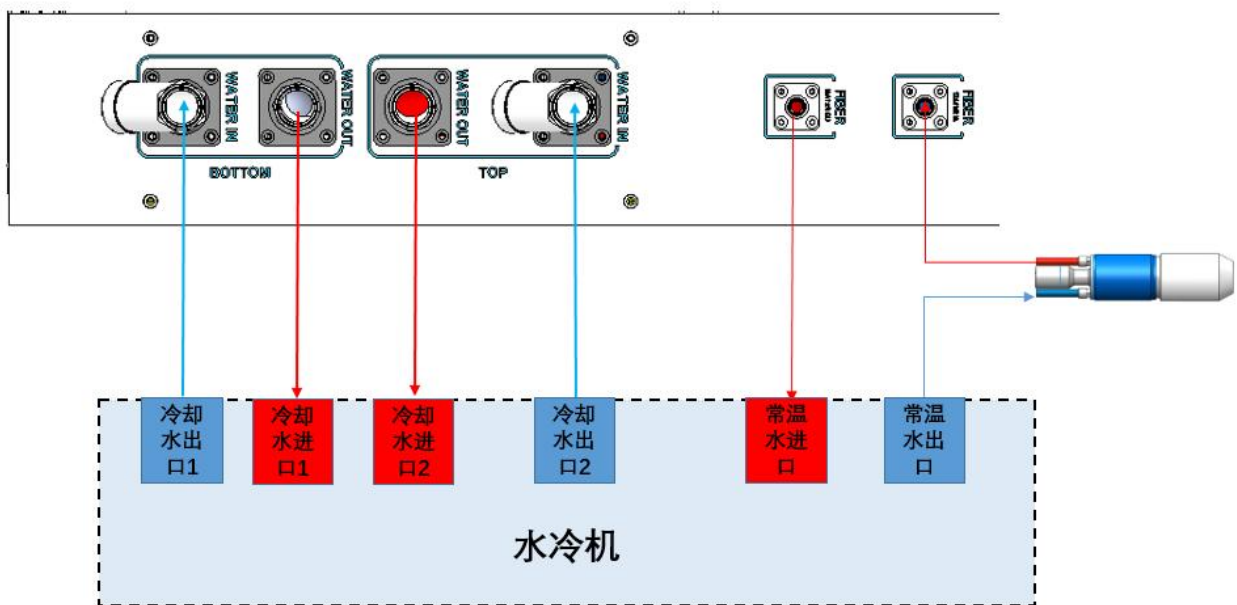 WATER IN
WATER OUT
WATER OUT
WATER IN
BOTTOM
TOP
FIBER
FIBER
冷却
水出
口1
冷却
水进
口1
冷却
水进
口2
冷却
水出
口2
常温
水进
口
常温
水出
口
水冷机